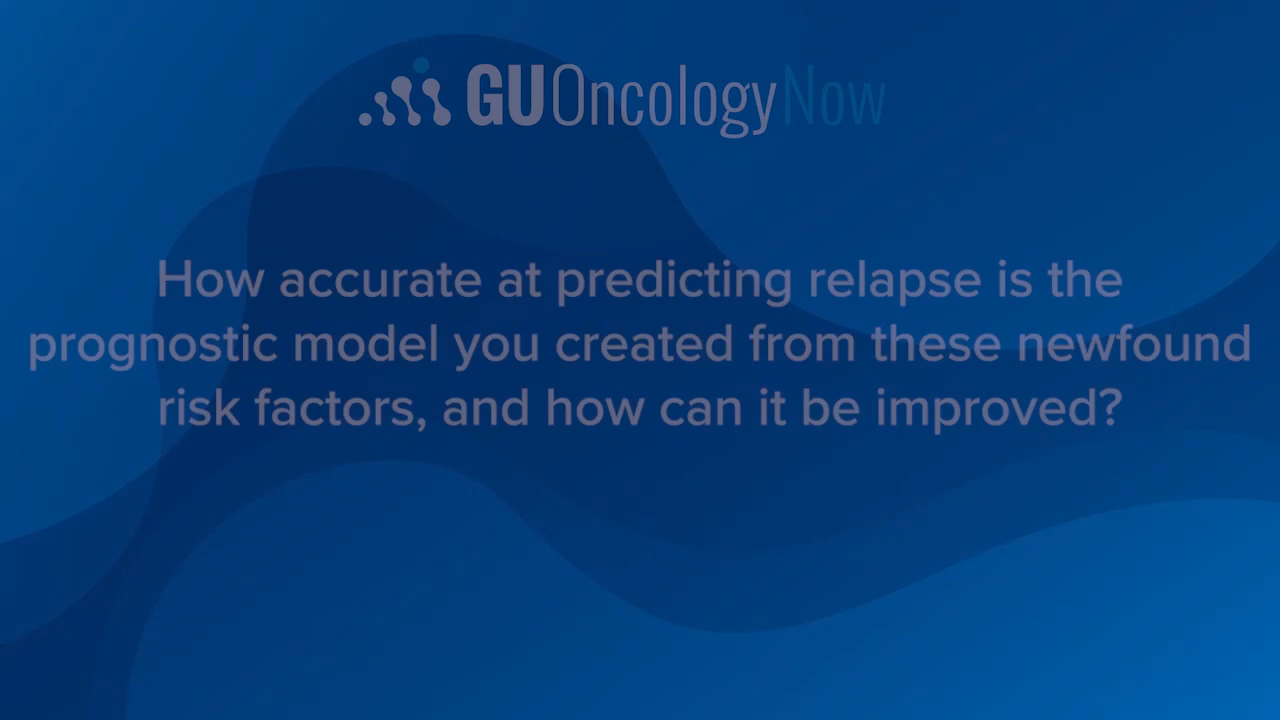 GUOncologyNow
How accurate at predicting relapse is the
prognostic model you created from these newfound
risk factors, and how can it be improved?